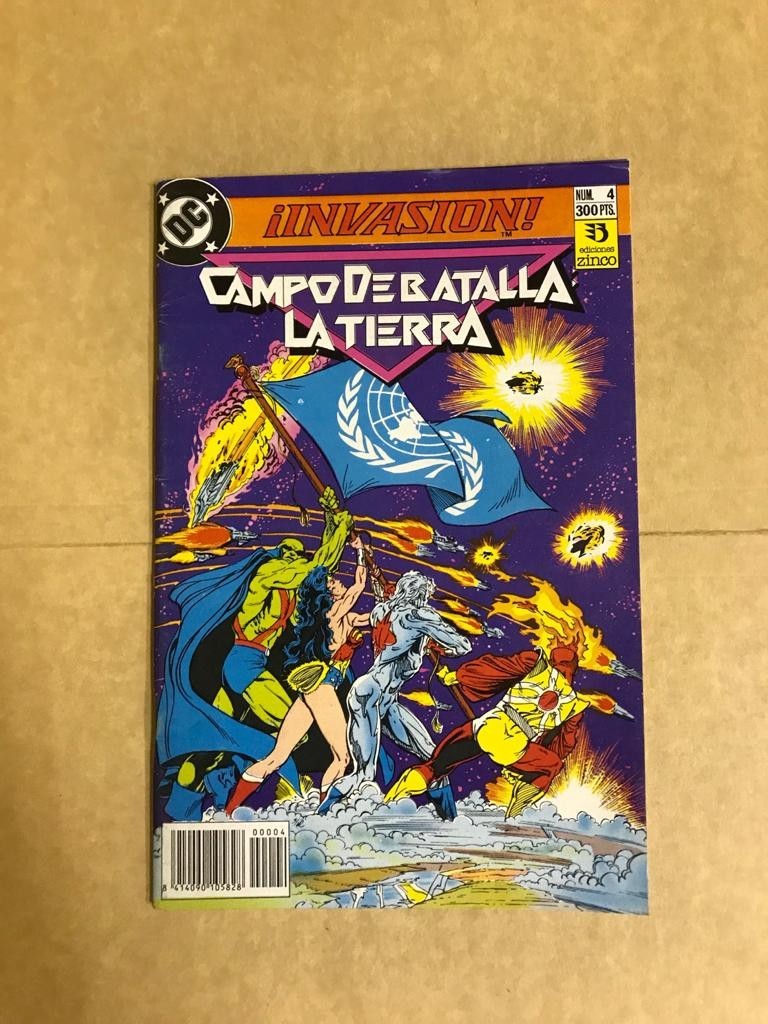 DC
¡INVASION!
TM
NUM. 4
300 PTS.
ediciones
zinco
CAMPO DE BATALLA
LA TIERRA
00004
8 414090 105828